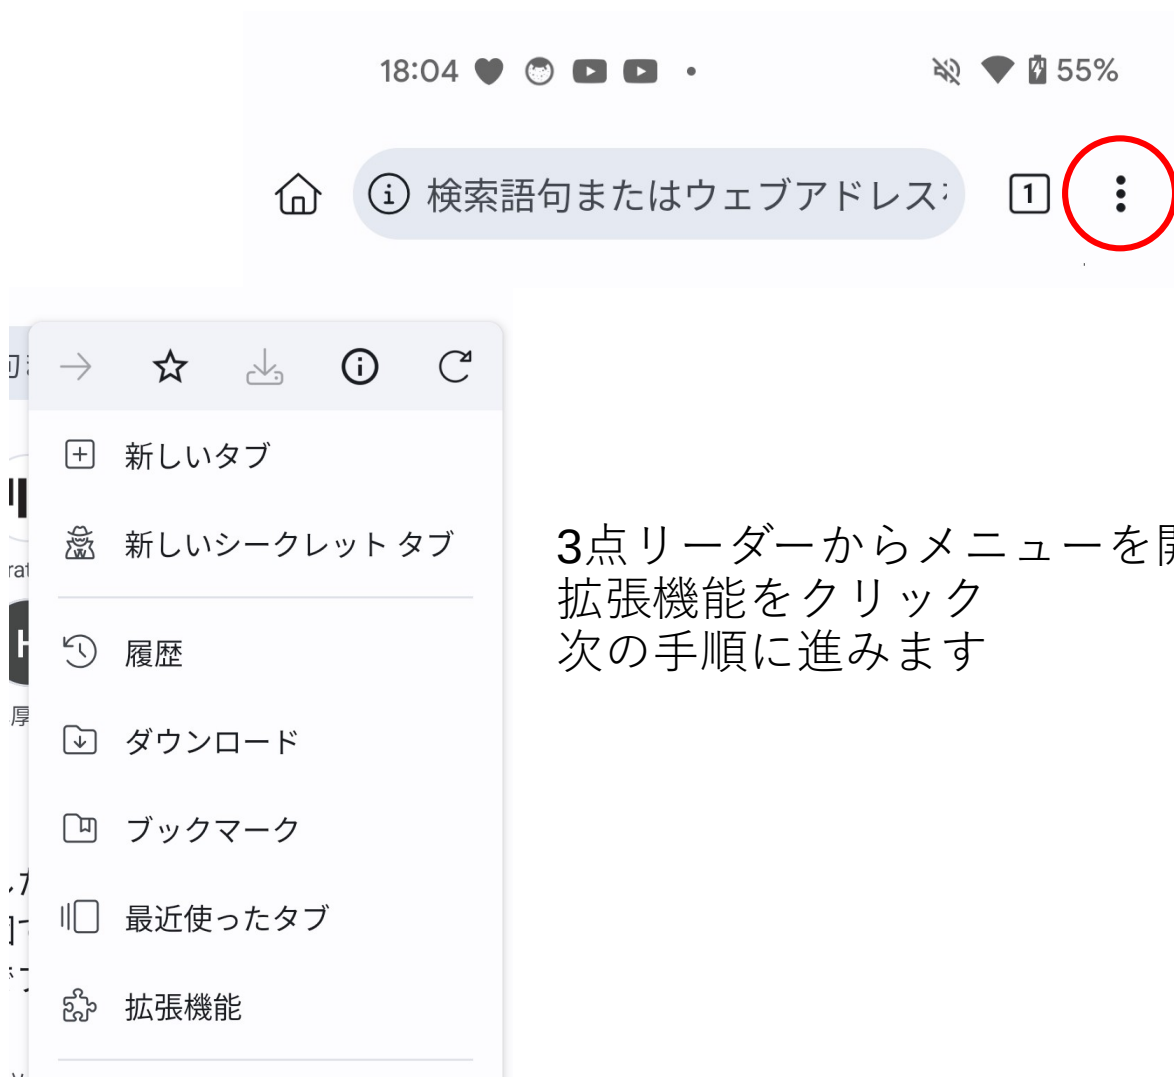 18:04
55%
検索語句またはウェブアドレス
1
新しいタブ
新しいシークレット タブ
履歴
ダウンロード
ブックマーク
最近使ったタブ
拡張機能
3点リーダーからメニューを開
拡張機能をクリック
次の手順に進みます